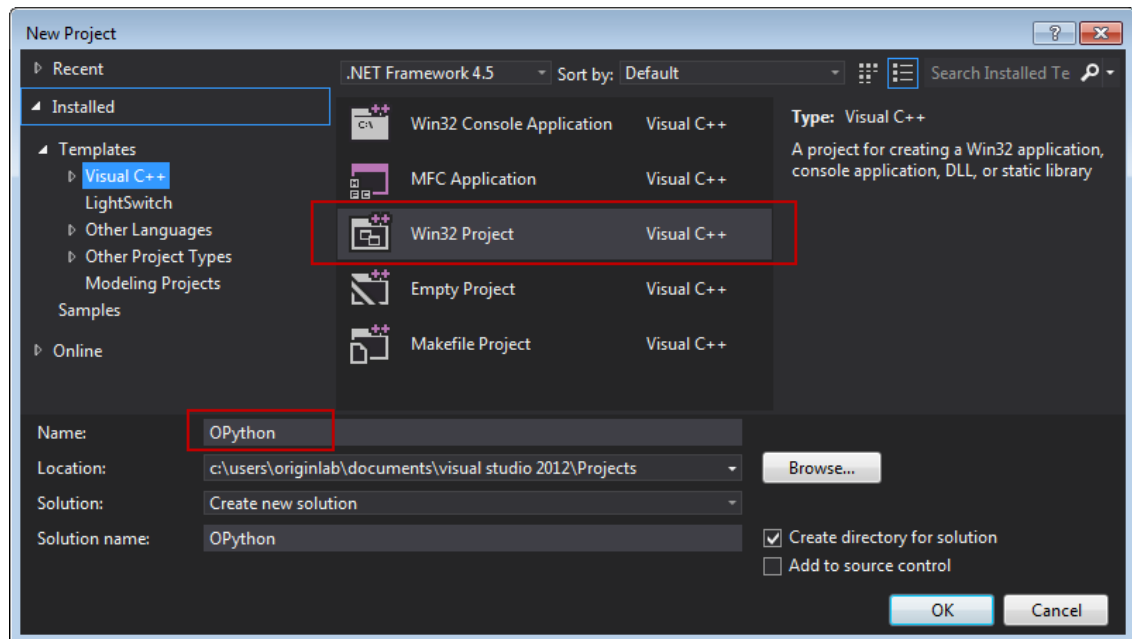 New Project
Recent
.NET Framework 4.5 Sort by: Default Search Installed Te
Installed
Templates
Visual C++
LightSwitch
Other Languages
Other Project Types
Modeling Projects
Samples
Online
Win32 Console Application Visual C++
MFC Application Visual C++
Win32 Project Visual C++
Empty Project Visual C++
Makefile Project Visual C++
Type: Visual C++
A project for creating a Win32 application,
console application, DLL, or static library
Name: OPython
Location: c:\users\originlab\documents\visual studio 2012\Projects Browse...
Solution: Create new solution
Solution name: OPython
Create directory for solution
Add to source control
OK Cancel